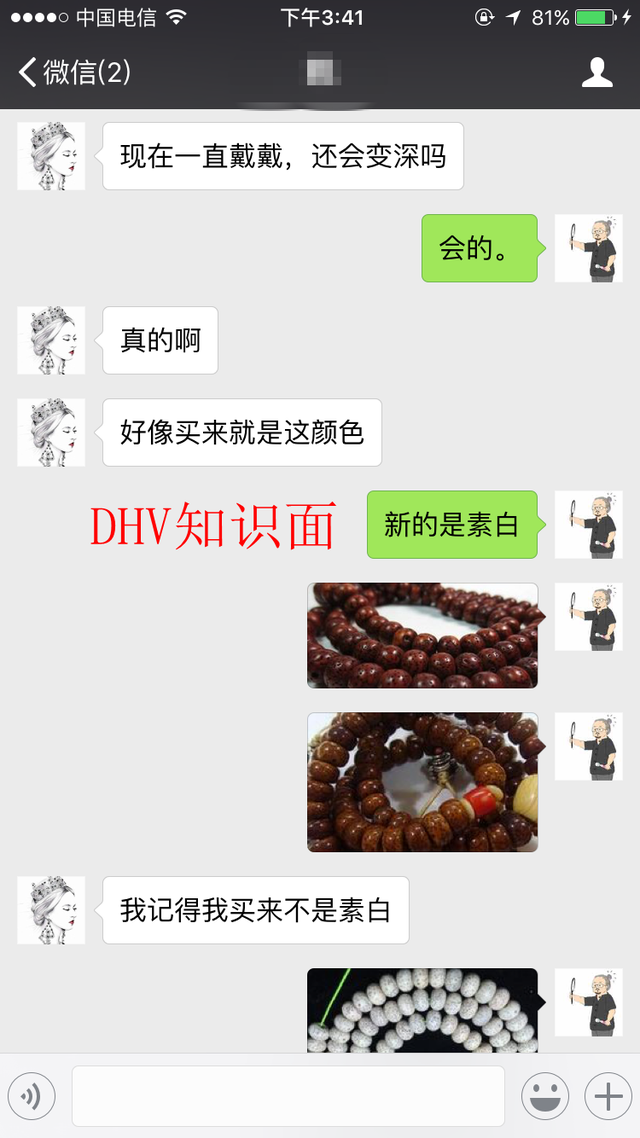 中国电信 下午3:41 81%
微信(2)
现在一直戴戴，还会变深吗
会的。
真的啊
好像买来就是这颜色
DHV知识面 新的是素白
我记得我买来不是素白